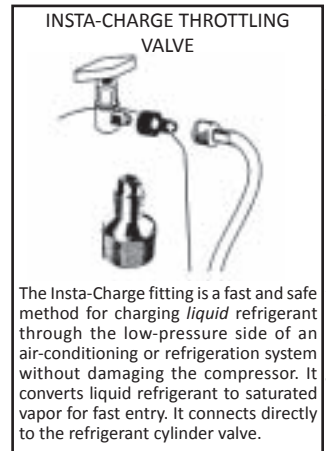 INSTA-CHARGE THROTTLING
VALVE
The Insta-Charge fitting is a fast and safe
method for charging liquid refrigerant
through the low-pressure side of an
air-conditioning or refrigeration system
without damaging the compressor. It
converts liquid refrigerant to saturated
vapor for fast entry. It connects directly
to the refrigerant cylinder valve.